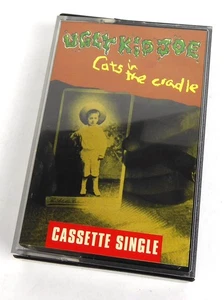 UGLY KID JOE
Cats in
the cradle
CASSETTE SINGLE